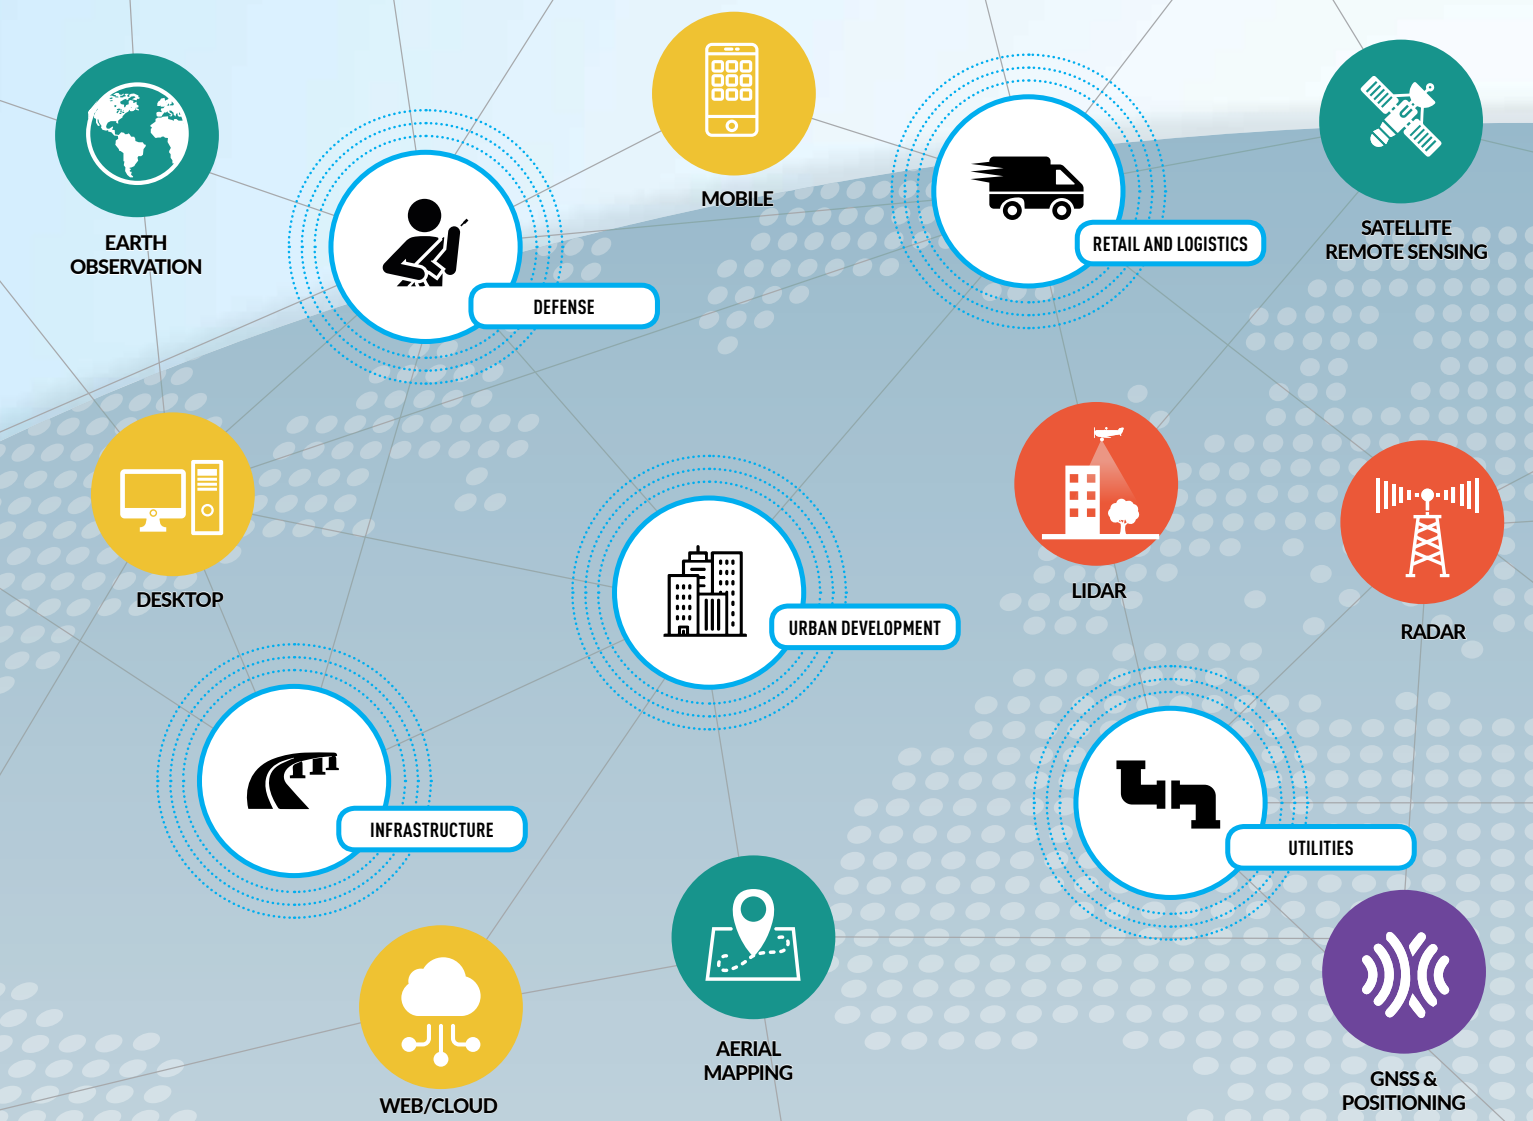 MOBILE
EARTH
OBSERVATION
SATELLITE
REMOTE SENSING
RETAIL AND LOGISTICS
DEFENSE
DESKTOP
LIDAR
RADAR
URBAN DEVELOPMENT
INFRASTRUCTURE
UTILITIES
AERIAL
MAPPING
GNSS &
POSITIONING
WEB/CLOUD